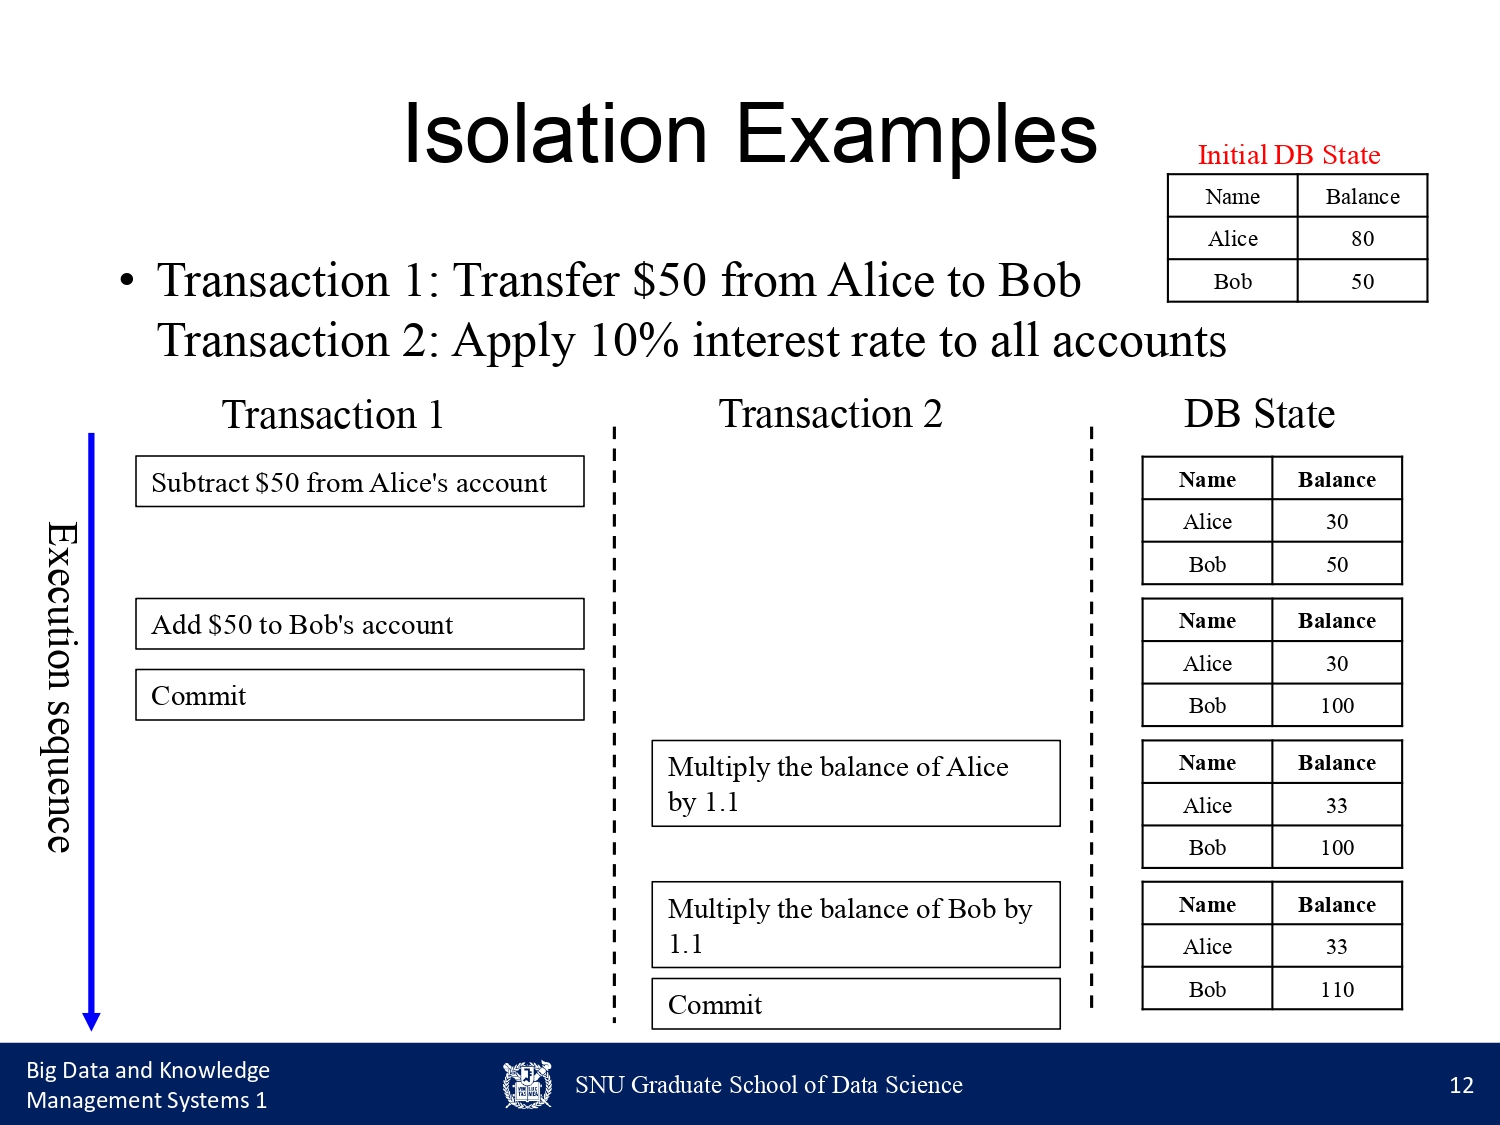 Isolation Examples
Initial DB State
Name Balance
Alice 80
Bob 50
• Transaction 1: Transfer $50 from Alice to Bob
Transaction 2: Apply 10% interest rate to all accounts
Transaction 1
Transaction 2
DB State
Execution sequence
Subtract $50 from Alice's account
Add $50 to Bob's account
Commit
Multiply the balance of Alice
by 1.1
Multiply the balance of Bob by
1.1
Commit
Name Balance
Alice 30
Bob 50
Name Balance
Alice 30
Bob 100
Name Balance
Alice 33
Bob 100
Name Balance
Alice 33
Bob 110
Big Data and Knowledge
Management Systems 1
SNU Graduate School of Data Science
12